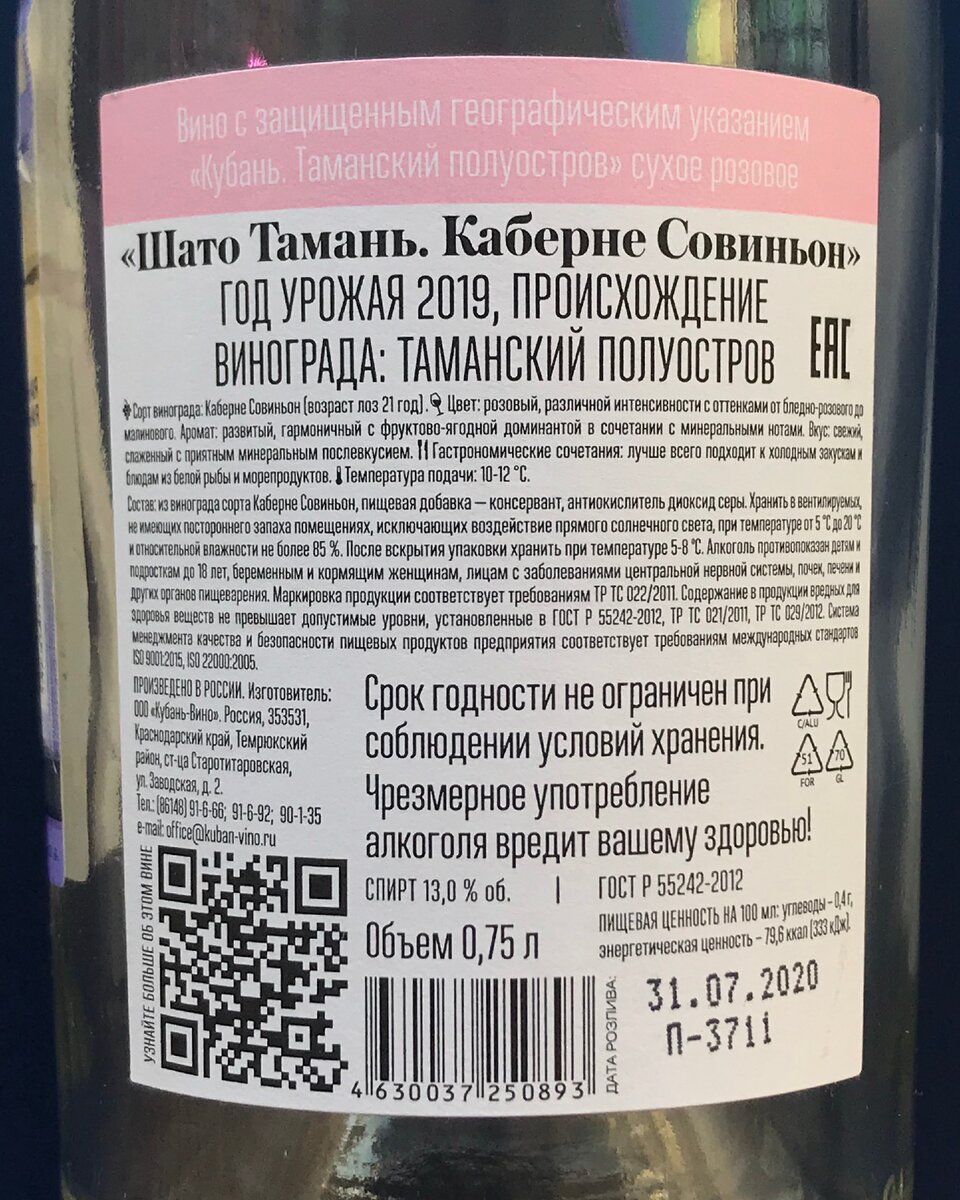 Вино с защищенным географическим указанием
«Кубань. Таманский полуостров» сухое розовое
«Шато Тамань. Каберне Совиньон»
ГОД УРОЖАЯ 2019, ПРОИСХОЖДЕНИЕ
ВИНОГРАДА: ТАМАНСКИЙ ПОЛУОСТРОВ
EAC
Сорт винограда: Каберне Совиньон (возраст лоз 21 год). Цвет: розовый, различной интенсивности с оттенками от бледно-розового до
малинового. Аромат: развитый, гармоничный с фруктово-ягодной доминантой в сочетании с минеральными нотами. Вкус: свежий,
слаженный с приятным минеральным послевкусием. Гастрономические сочетания: лучше всего подходит к холодным закускам и
блюдам из белой рыбы и морепродуктов. Температура подачи: 10-12 °С.
Состав: из винограда сорта Каберне Совиньон, пищевая добавка – консервант, антиокислитель диоксид серы. Хранить в вентилируемых,
не имеющих постороннего запаха помещениях, исключающих воздействие прямого солнечного света, при температуре от 5 °С до 20 °С
и относительной влажности не более 85 %. После вскрытия упаковки хранить при температуре 5-8 °С. Алкоголь противопоказан детям и
подросткам до 18 лет, беременным и кормящим женщинам, лицам с заболеваниями центральной нервной системы, почек, печени и
других органов пищеварения. Маркировка продукции соответствует требованиям ТР ТС 022/2011. Содержание в продукции вредных для
здоровья веществ не превышает допустимые уровни, установленные в ГОСТ Р 55242-2012, ТР ТС 021/2011, ТР ТС 029/2012. Система
менеджмента качества и безопасности пищевых продуктов предприятия соответствует требованиям международных стандартов
ISO 9001:2015, ISO 22000:2005.
ПРОИЗВЕДЕНО В РОССИИ. Изготовитель:
ООО «Кубань-Вино». Россия, 353531,
Краснодарский край, Темрюкский
район, ст-ца Старотитаровская,
ул. Заводская, д. 2.
Тел.: (86148) 91-6-66; 91-6-92; 90-1-35
e-mail: office@kuban-vino.ru
Срок годности не ограничен при
соблюдении условий хранения.
Чрезмерное употребление
алкоголя вредит вашему здоровью!
C/ALU
51
FOR
70
GL
СПИРТ 13,0 % об. | ГОСТ Р 55242-2012
Объем 0,75 л
ПИЩЕВАЯ ЦЕННОСТЬ НА 100 мл: углеводы – 0,4 г,
энергетическая ценность – 79,6 ккал (333 кДж).
УЗНАЙТЕ БОЛЬШЕ ОБ ЭТОМ ВИНЕ
4 630037 250893
ДАТА РОЗЛИВА:
31.07.2020
П-3711